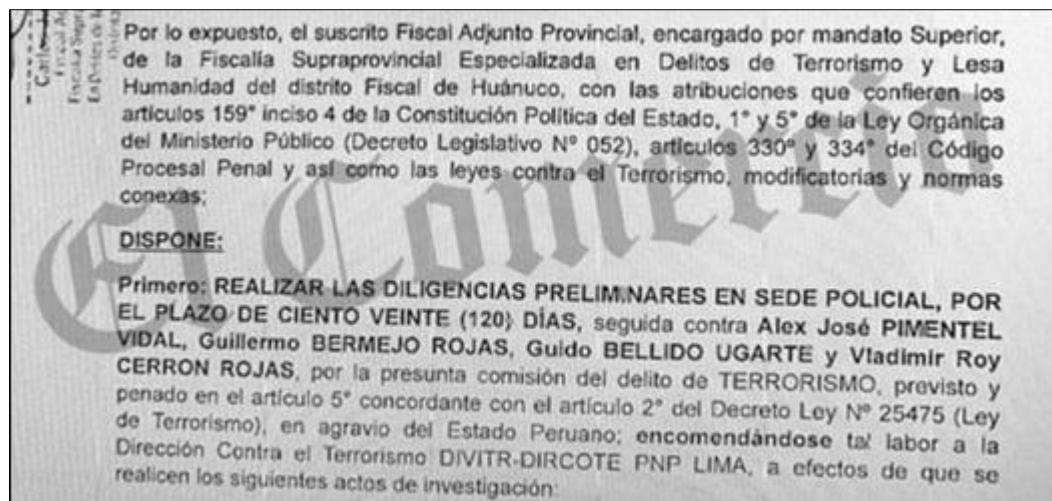 Por lo expuesto, el suscrito Fiscal Adjunto Provincial, encargado por mandato Superior,
de la Fiscalía Supraprovincial Especializada en Delitos de Terrorismo y Lesa
Humanidad del distrito Fiscal de Huánuco, con las atribuciones que confieren los
artículos 159° inciso 4 de la Constitución Política del Estado, 1° y 5° de la Ley Orgánica
del Ministerio Público (Decreto Legislativo Nº 052), artículos 330° y 334° del Código
Procesal Penal y así como las leyes contra el Terrorismo, modificatorias y normas
conexas;
El Comercio
DISPONE:
Primero: REALIZAR LAS DILIGENCIAS PRELIMINARES EN SEDE POLICIAL, POR
EL PLAZO DE CIENTO VEINTE (120) DÍAS, seguida contra Alex José PIMENTEL
VIDAL, Guillermo BERMEJO ROJAS, Guido BELLIDO UGARTE y Vladimir Roy
CERRON ROJAS, por la presunta comisión del delito de TERRORISMO, previsto y
penado en el artículo 5° concordante con el artículo 2° del Decreto Ley Nº 25475 (Ley
de Terrorismo), en agravio del Estado Peruano; encomendándose tal labor a la
Dirección Contra el Terrorismo DIVITR-DIRCOTE PNP LIMA, a efectos de que se
realicen los siguientes actos de investigación: